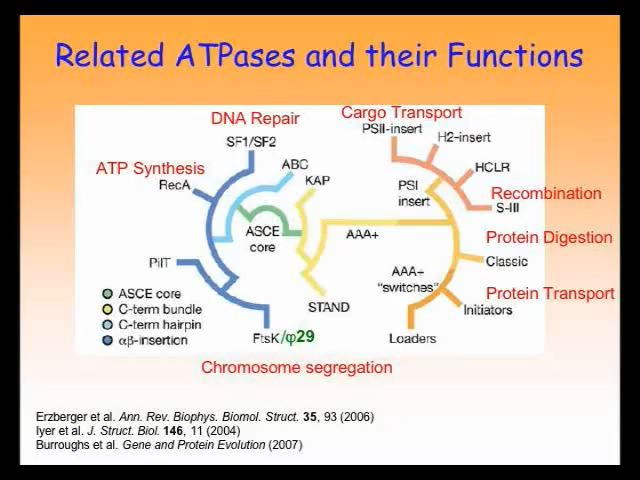 Related ATPases and their Functions
DNA Repair
Cargo Transport
SF1/SF2
PSII-insert
H2-insert
ATP Synthesis
ABC
HCLR
RecA
KAP
PSI
insert
Recombination
S-III
ASCE
core
AAA+
Protein Digestion
PilT
Classic
AAA+
"switches"
ASCE core
C-term bundle
C-term hairpin
αβ-insertion
STAND
Protein Transport
Initiators
FtsK/φ29
Loaders
Chromosome segregation
Erzberger et al. Ann. Rev. Biophys. Biomol. Struct. 35, 93 (2006)
Iyer et al. J. Struct. Biol. 146, 11 (2004)
Burroughs et al. Gene and Protein Evolution (2007)